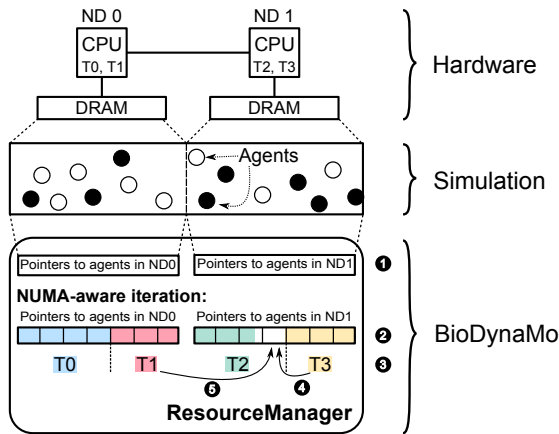 ND 0
ND 1
CPU
T0, T1
CPU
T2, T3
DRAM
DRAM
Hardware
Agents
Simulation
Pointers to agents in ND0
Pointers to agents in ND1
❶
NUMA-aware iteration:
Pointers to agents in ND0
Pointers to agents in ND1
❷
BioDynaMo
T0
T1
T2
T3
❸
❺
❹
ResourceManager